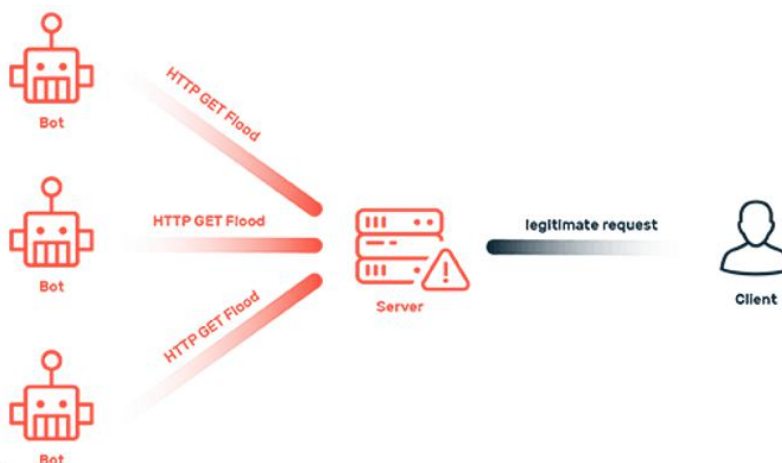 HTTP GET Flood
Bot
HTTP GET Flood
legitimate request
Bot
Server
Client
HTTP GET Flood
Bot